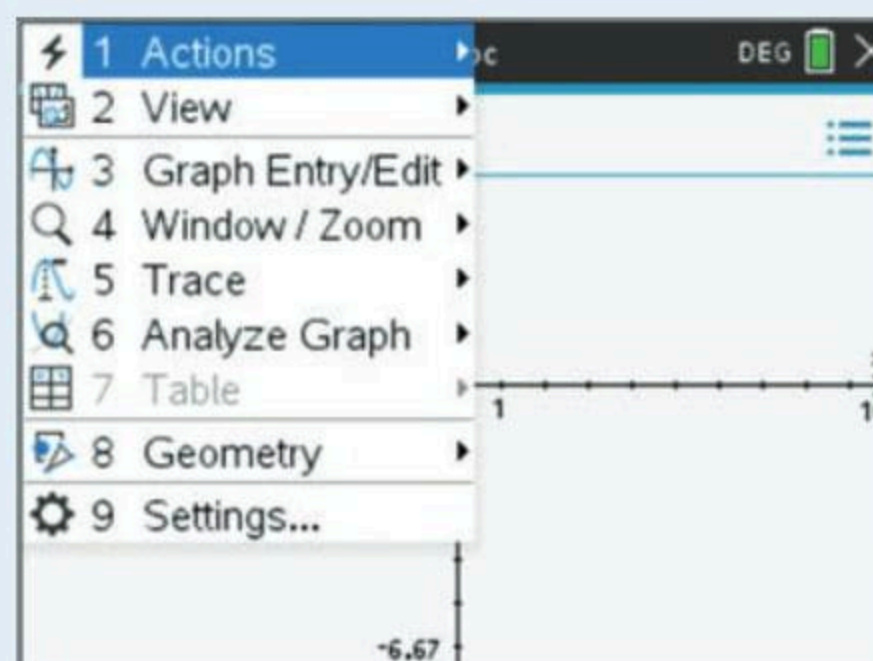 1 Actions
oc DEG
2 View
3 Graph Entry/Edit
4 Window / Zoom
5 Trace
6 Analyze Graph
7 Table
1
8 Geometry
9 Settings...
-6.67